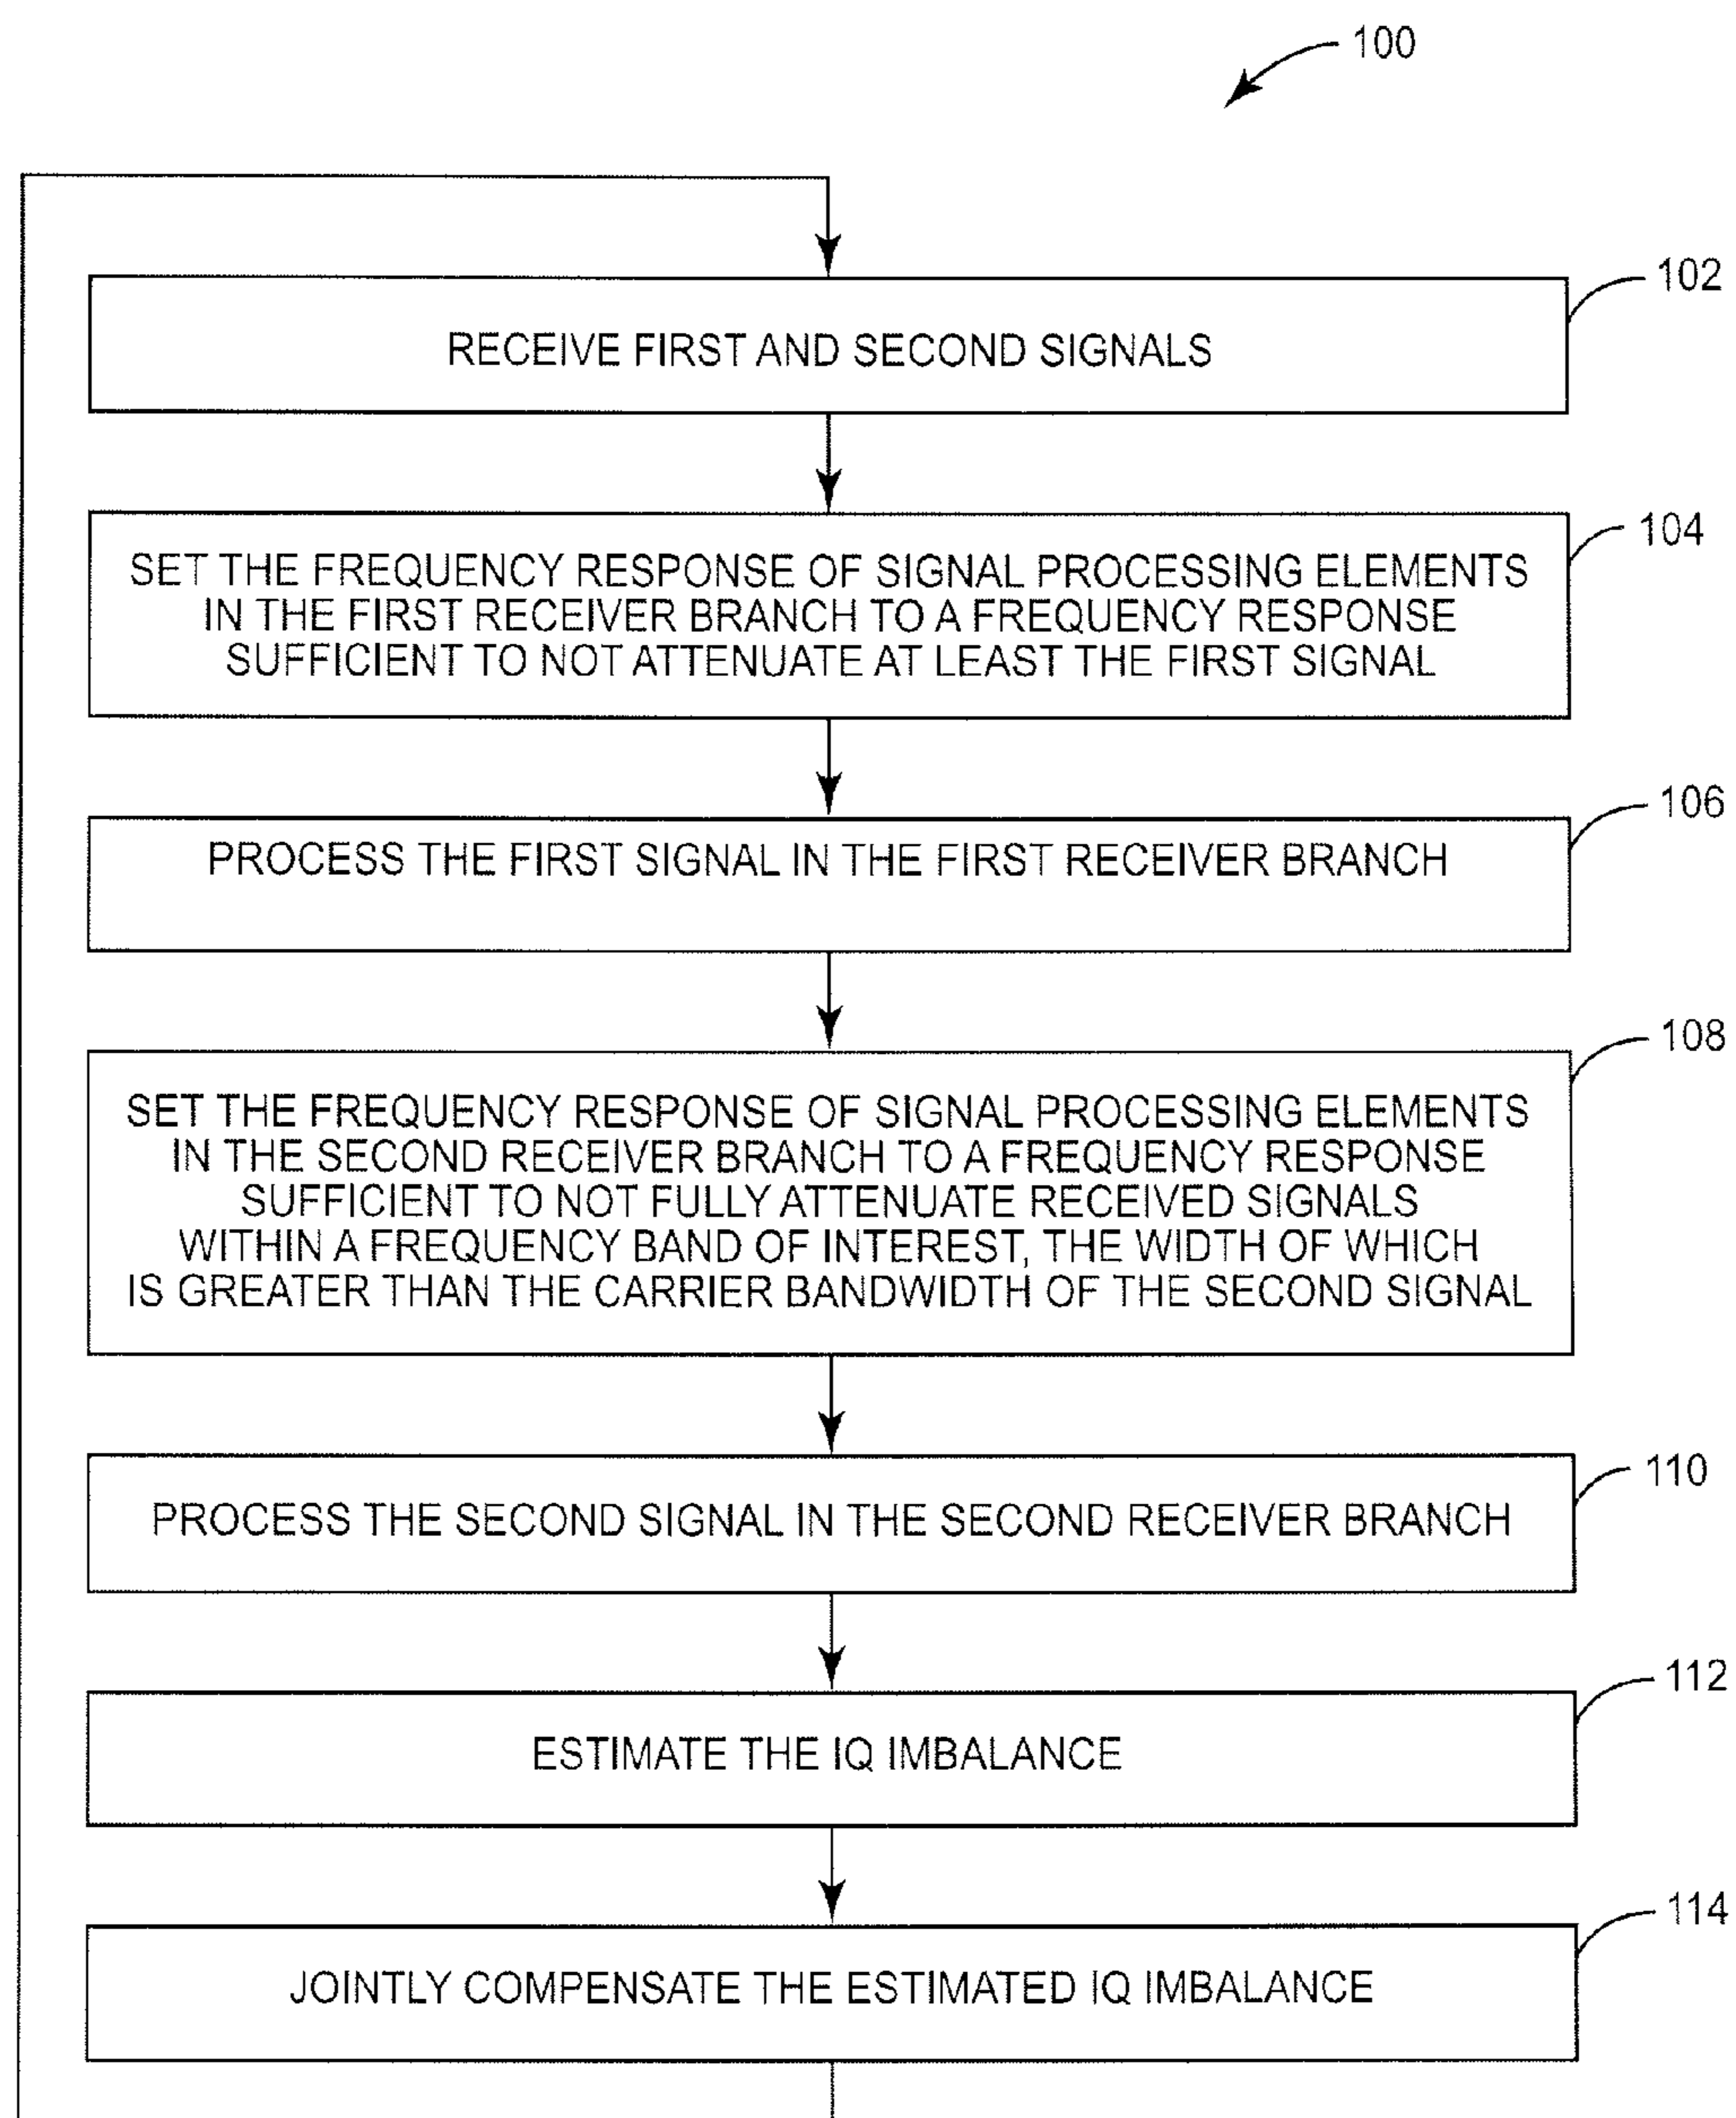 100
102
RECEIVE FIRST AND SECOND SIGNALS
104
SET THE FREQUENCY RESPONSE OF SIGNAL PROCESSING ELEMENTS
IN THE FIRST RECEIVER BRANCH TO A FREQUENCY RESPONSE
SUFFICIENT TO NOT ATTENUATE AT LEAST THE FIRST SIGNAL
106
PROCESS THE FIRST SIGNAL IN THE FIRST RECEIVER BRANCH
108
SET THE FREQUENCY RESPONSE OF SIGNAL PROCESSING ELEMENTS
IN THE SECOND RECEIVER BRANCH TO A FREQUENCY RESPONSE
SUFFICIENT TO NOT FULLY ATTENUATE RECEIVED SIGNALS
WITHIN A FREQUENCY BAND OF INTEREST, THE WIDTH OF WHICH
IS GREATER THAN THE CARRIER BANDWIDTH OF THE SECOND SIGNAL
110
PROCESS THE SECOND SIGNAL IN THE SECOND RECEIVER BRANCH
112
ESTIMATE THE IQ IMBALANCE
114
JOINTLY COMPENSATE THE ESTIMATED IQ IMBALANCE